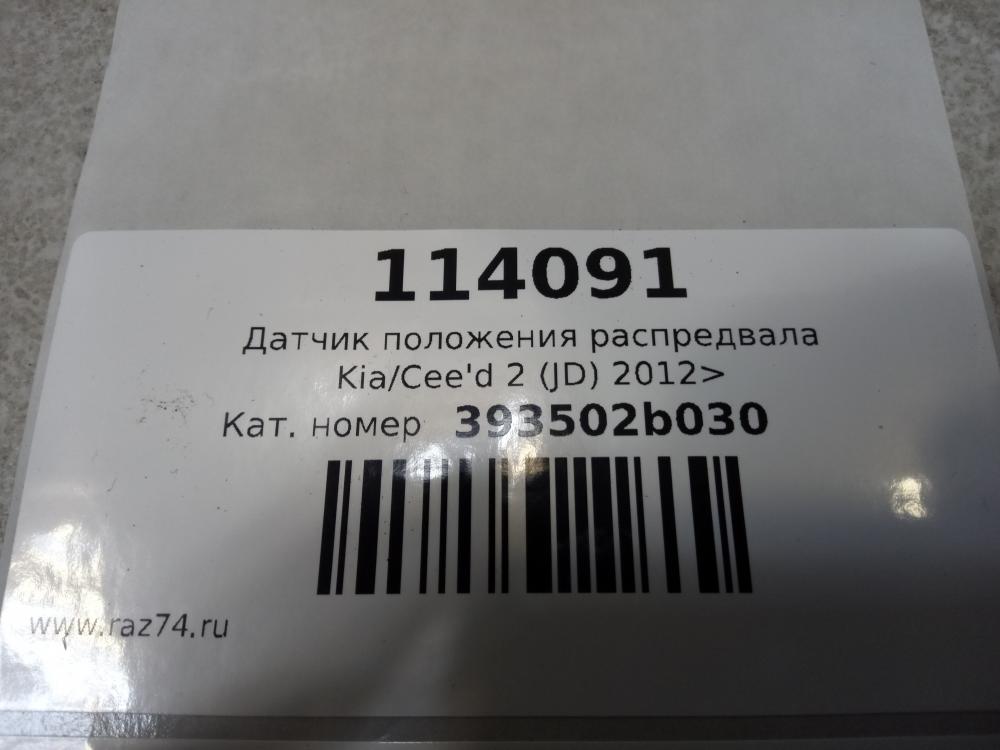 114091
Датчик положения распредвала
Kia/Cee'd 2 (JD) 2012>
Кат. номер 393502b030
www.raz74.ru